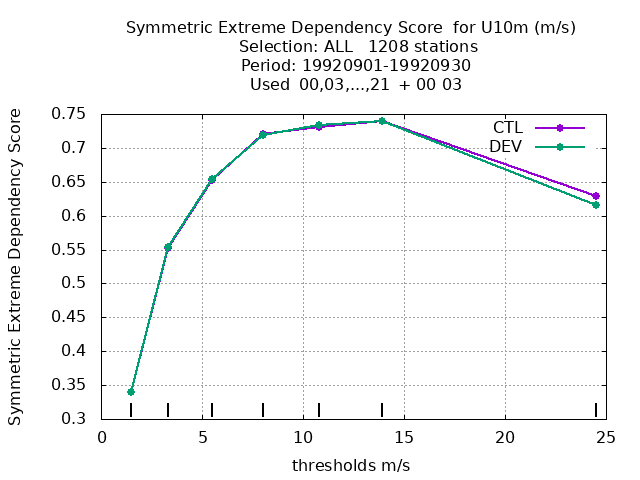 Symmetric Extreme Dependency Score  for U10m (m/s)
Selection: ALL   1208 stations
Period: 19920901-19920930
Used  00,03,...,21  + 00 03
Symmetric Extreme Dependency Score
0.75
0.7
0.65
0.6
0.55
0.5
0.45
0.4
0.35
0.3
CTL
DEV
0 5 10 15 20 25
thresholds m/s